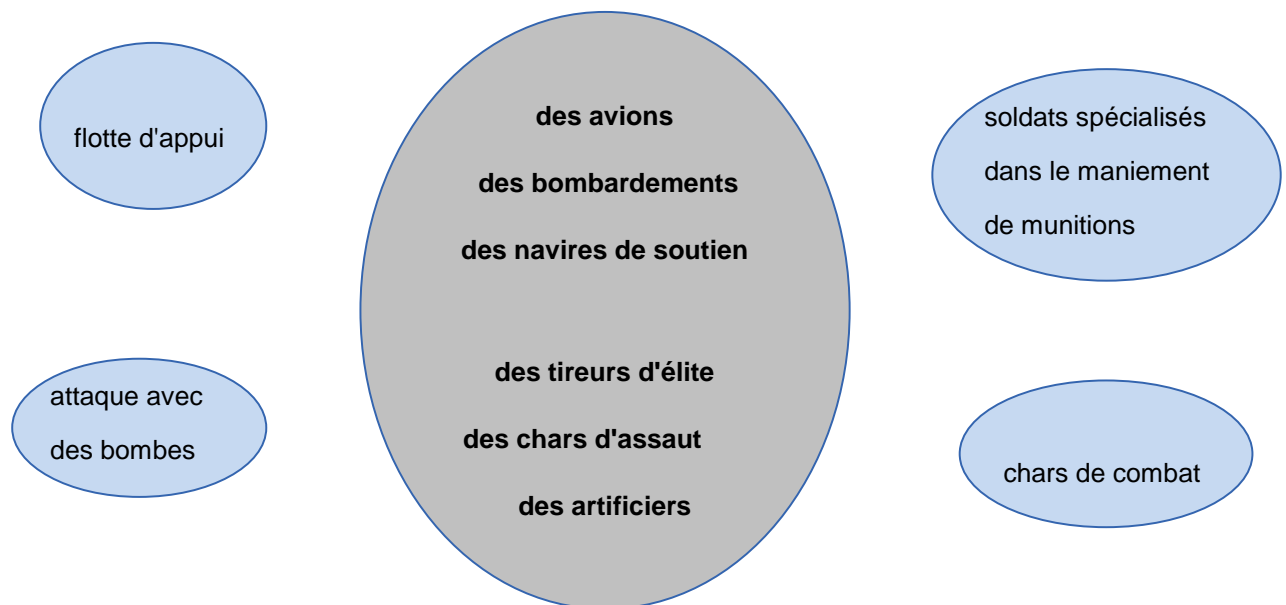 flotte d'appui
attaque avec
des bombes
des avions
des bombardements
des navires de soutien
des tireurs d'élite
des chars d'assaut
des artificiers
soldats spécialisés
dans le maniement
de munitions
chars de combat